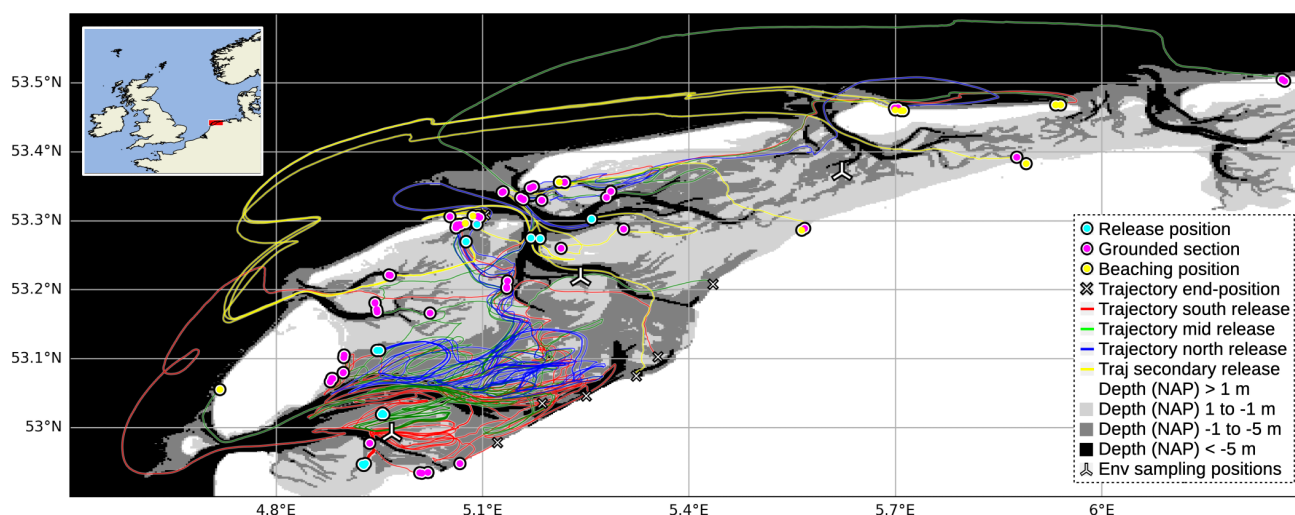 53.5°N
53.4°N
53.3°N
53.2°N
53.1°N
53°N
4.8°E
5.1°E
5.4°E
5.7°E
6°E
Release position
Grounded section
Beaching position
Trajectory end-position
Trajectory south release
Trajectory mid release
Trajectory north release
Traj secondary release
Depth (NAP) > 1 m
Depth (NAP) 1 to -1 m
Depth (NAP) -1 to -5 m
Depth (NAP) < -5 m
Env sampling positions